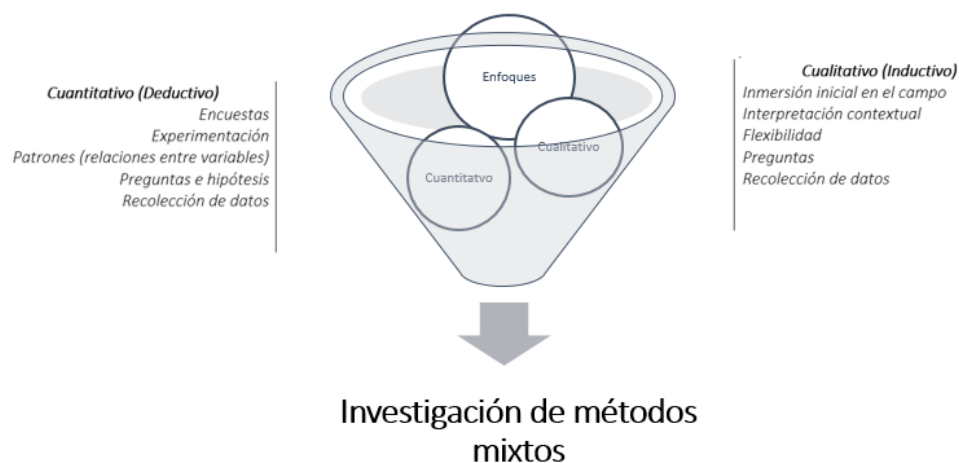 Cuantitativo (Deductivo)
Encuestas
Experimentación
Patrones (relaciones entre variables)
Preguntas e hipótesis
Recolección de datos
Enfoques
Cualitativo
Cuantitatvo
Cualitativo (Inductivo)
Inmersión inicial en el campo
Interpretación contextual
Flexibilidad
Preguntas
Recolección de datos
Investigación de métodos
mixtos